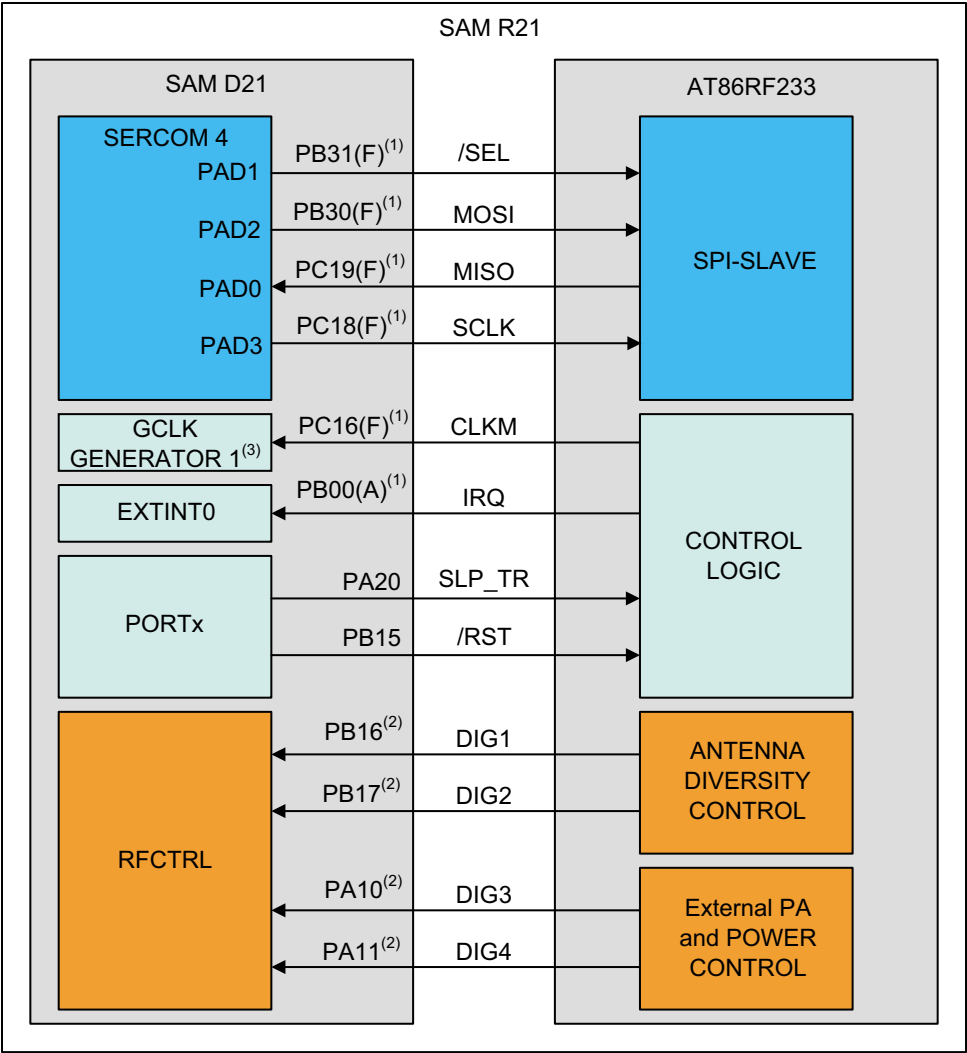 SAM R21
SAM D21
AT86RF233
SERCOM 4
PAD1
PB31(F)(1)
/SEL
PAD2
PB30(F)(1)
MOSI
PAD0
PC19(F)(1)
MISO
PAD3
PC18(F)(1)
SCLK
SPI-SLAVE
GCLK
GENERATOR 1(3)
PC16(F)(1)
CLKM
EXTINT0
PB00(A)(1)
IRQ
PORTx
PA20
SLP_TR
PB15
/RST
CONTROL
LOGIC
RFCTRL
PB16(2)
DIG1
PB17(2)
DIG2
ANTENNA
DIVERSITY
CONTROL
PA10(2)
DIG3
PA11(2)
DIG4
External PA
and POWER
CONTROL